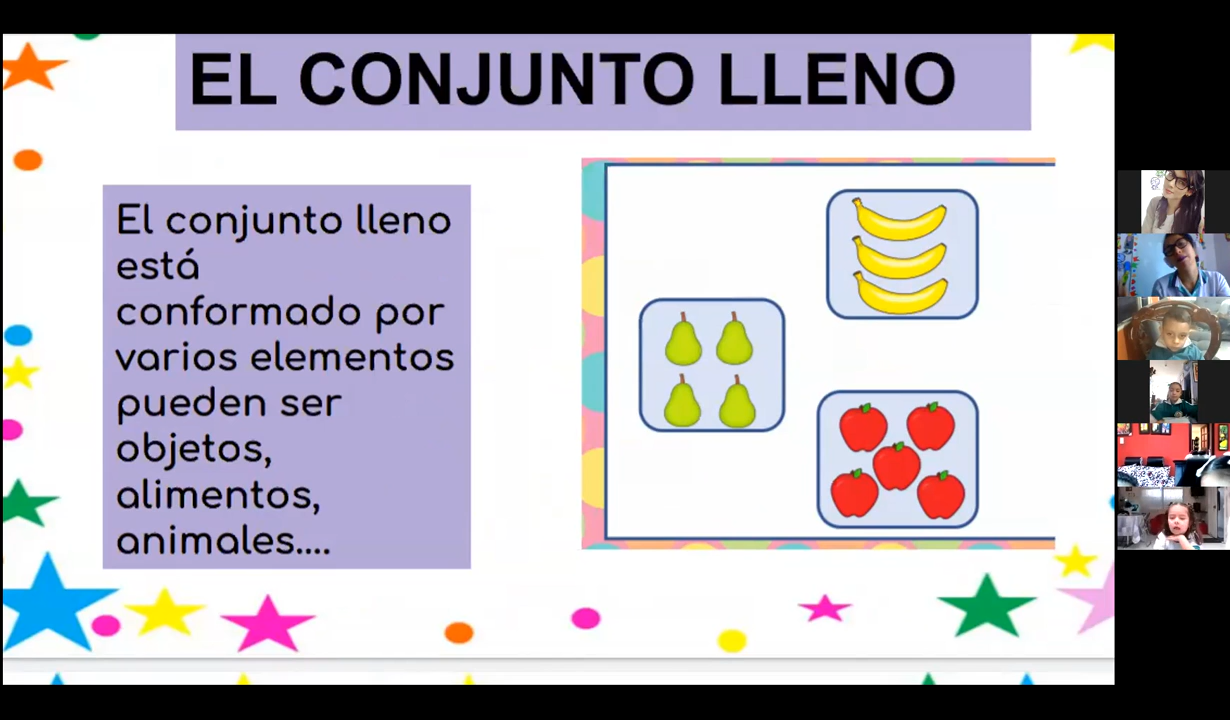 EL CONJUNTO LLENO
El conjunto lleno
está
conformado por
varios elementos
pueden ser
objetos,
alimentos,
animales....